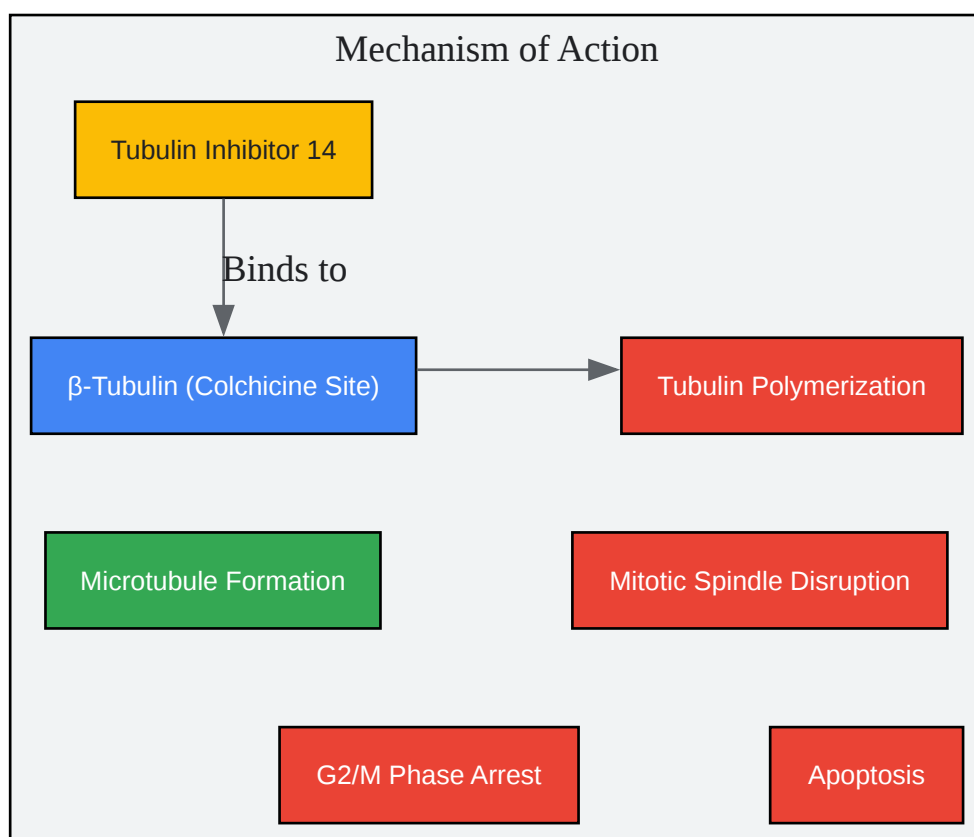 Mechanism of Action
Tubulin Inhibitor 14
Binds to
β-Tubulin (Colchicine Site)
Tubulin Polymerization
Microtubule Formation
Mitotic Spindle Disruption
G2/M Phase Arrest
Apoptosis